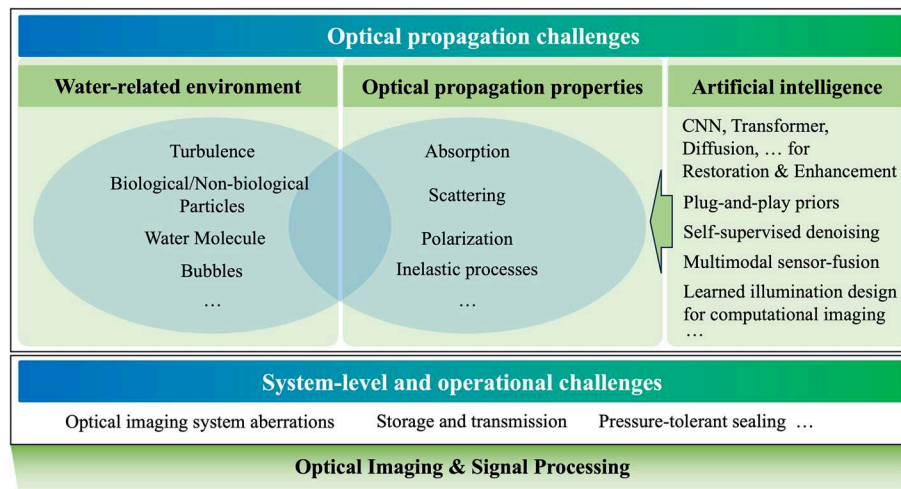 Optical propagation challenges
Water-related environment
Turbulence
Biological/Non-biological
Particles
Water Molecule
Bubbles
…
Optical propagation properties
Absorption
Scattering
Polarization
Inelastic processes
…
Artificial intelligence
CNN, Transformer,
Diffusion, … for
Restoration & Enhancement
Plug-and-play priors
Self-supervised denoising
Multimodal sensor-fusion
Learned illumination design
for computational imaging
…
System-level and operational challenges
Optical imaging system aberrations Storage and transmission Pressure-tolerant sealing …
Optical Imaging & Signal Processing